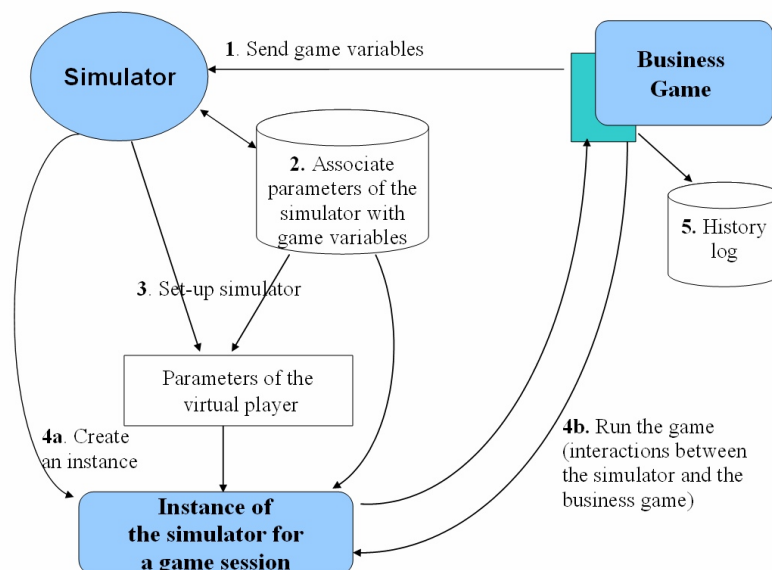 1. Send game variables
Simulator
Business
Game
2. Associate
parameters of the
simulator with
game variables
5. History
log
3. Set-up simulator
Parameters of the
virtual player
4a. Create
an instance
4b. Run the game
(interactions between
the simulator and the
business game)
Instance of
the simulator for
a game session